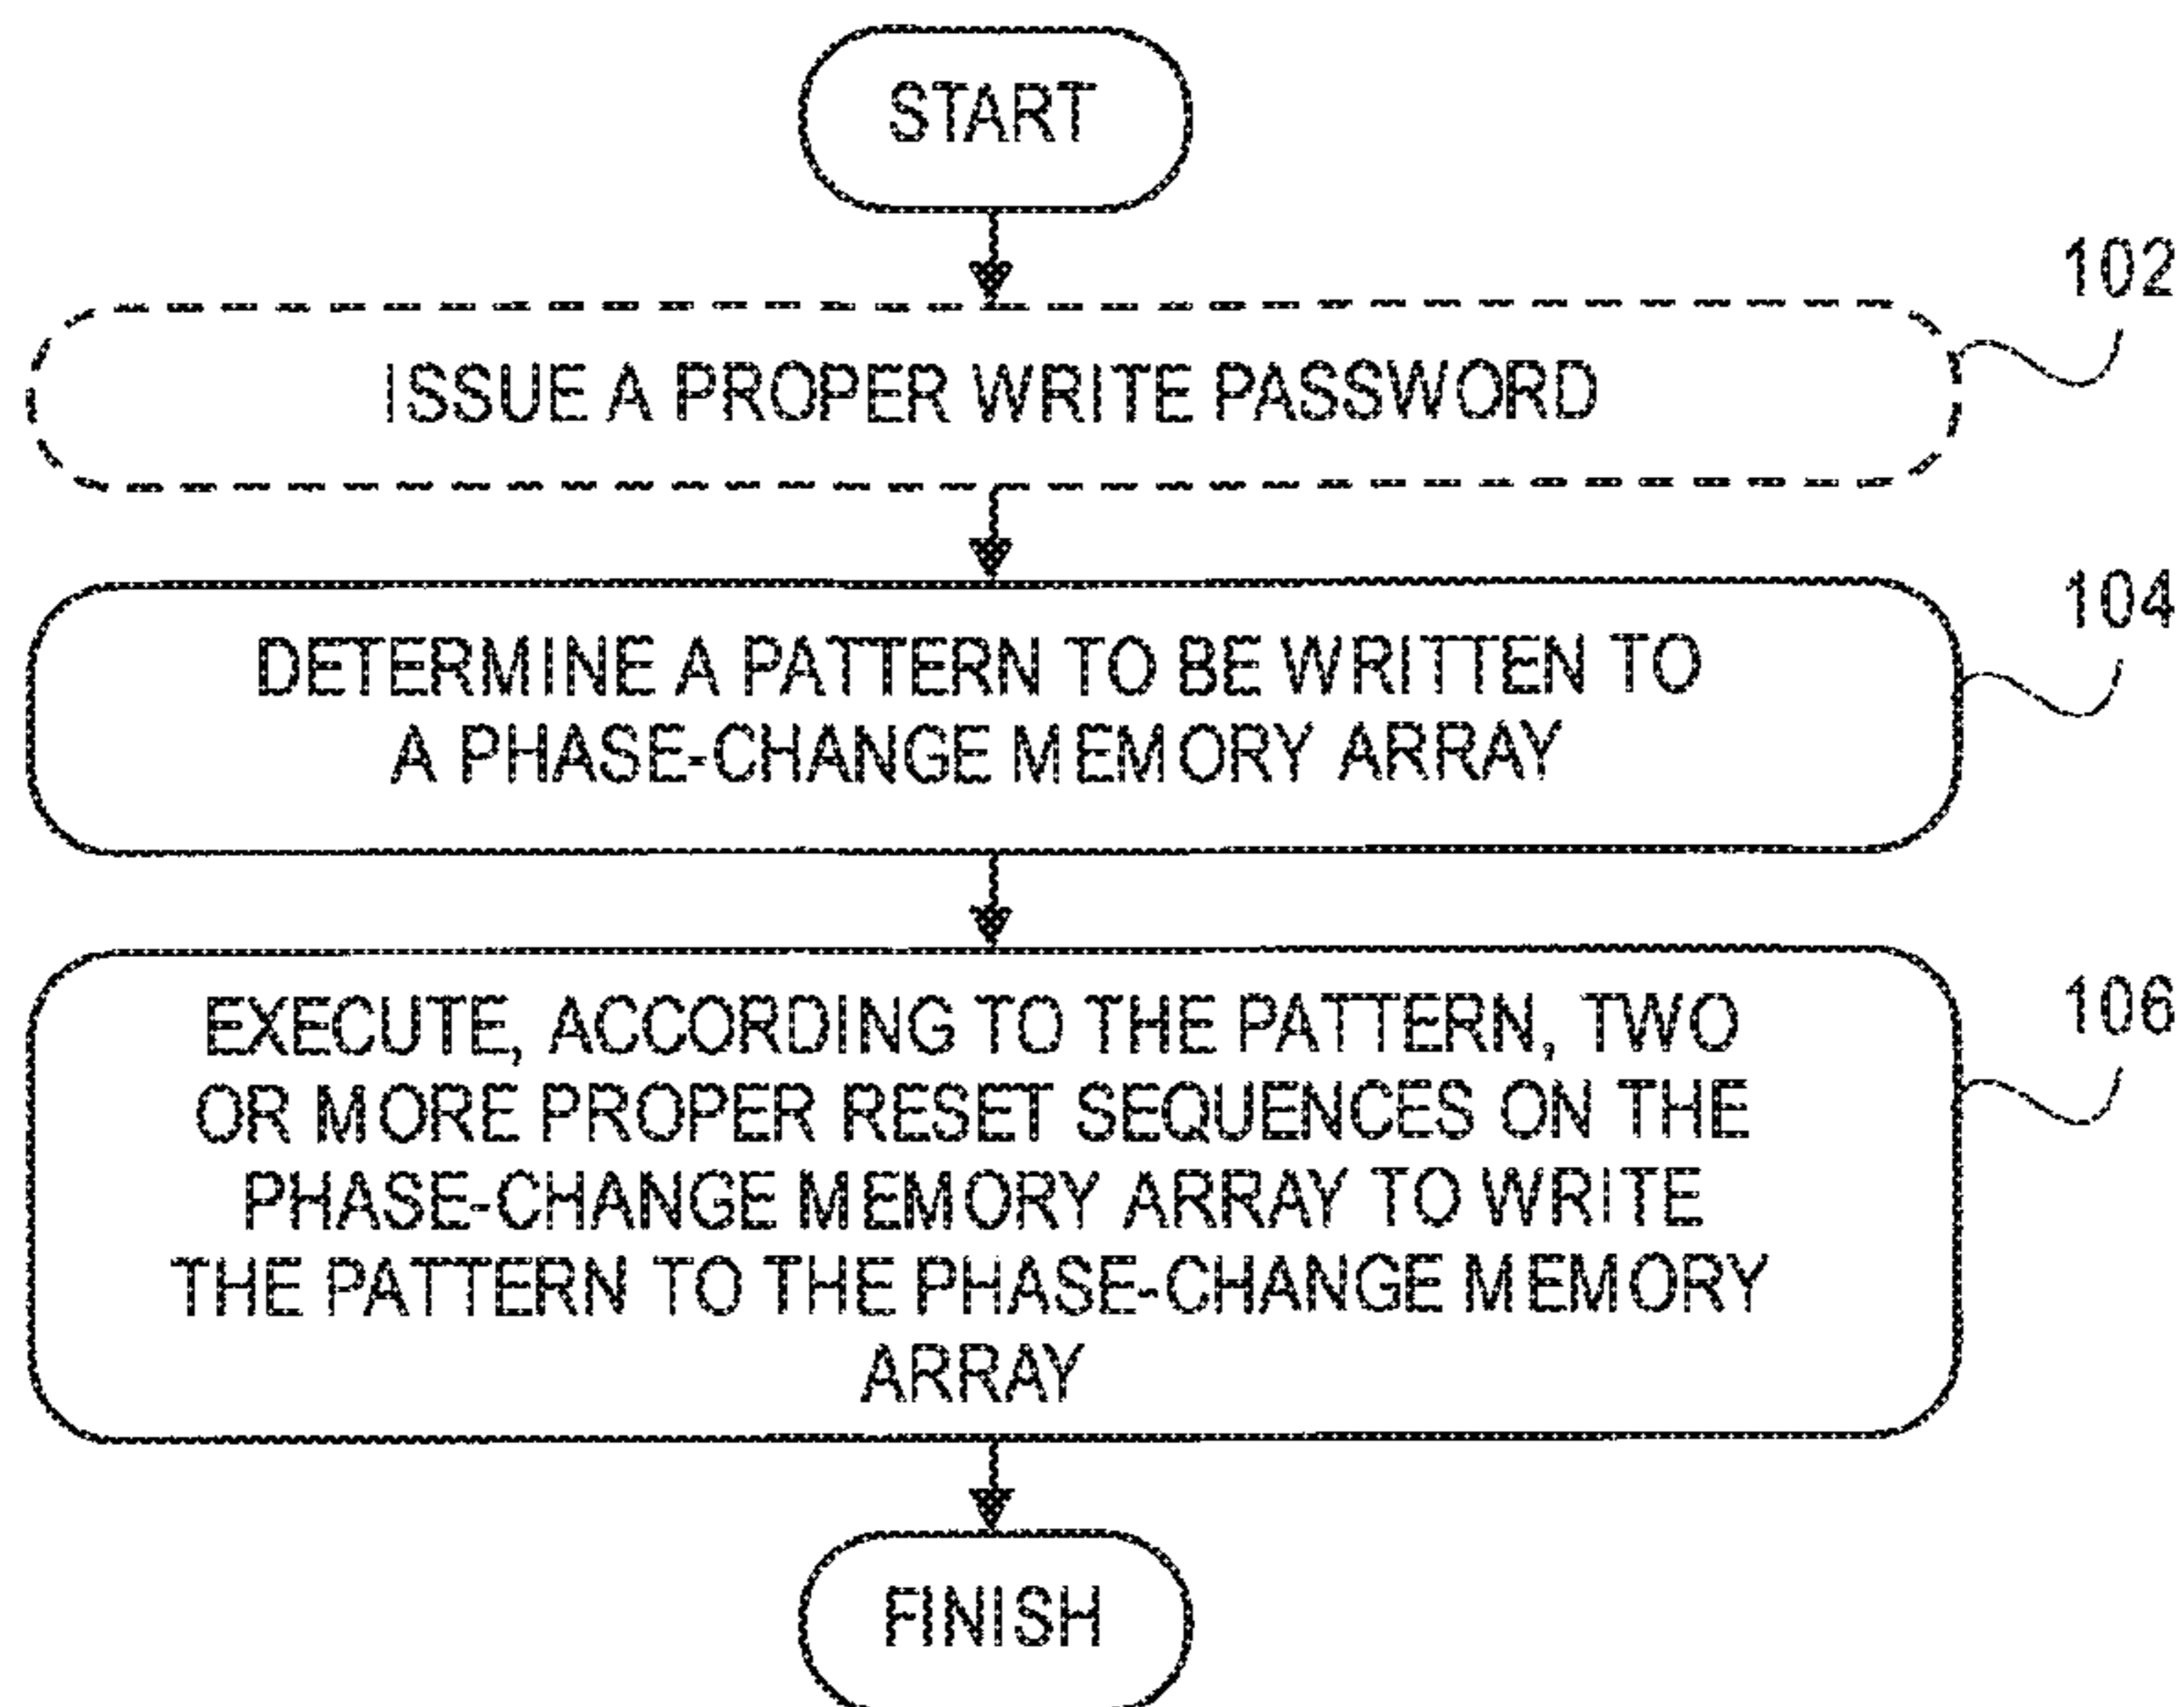 START
102
ISSUE A PROPER WRITE PASSWORD
104
DETERMINE A PATTERN TO BE WRITTEN TO
A PHASE-CHANGE MEMORY ARRAY
106
EXECUTE, ACCORDING TO THE PATTERN, TWO
OR MORE PROPER RESET SEQUENCES ON THE
PHASE-CHANGE MEMORY ARRAY TO WRITE
THE PATTERN TO THE PHASE-CHANGE MEMORY
ARRAY
FINISH